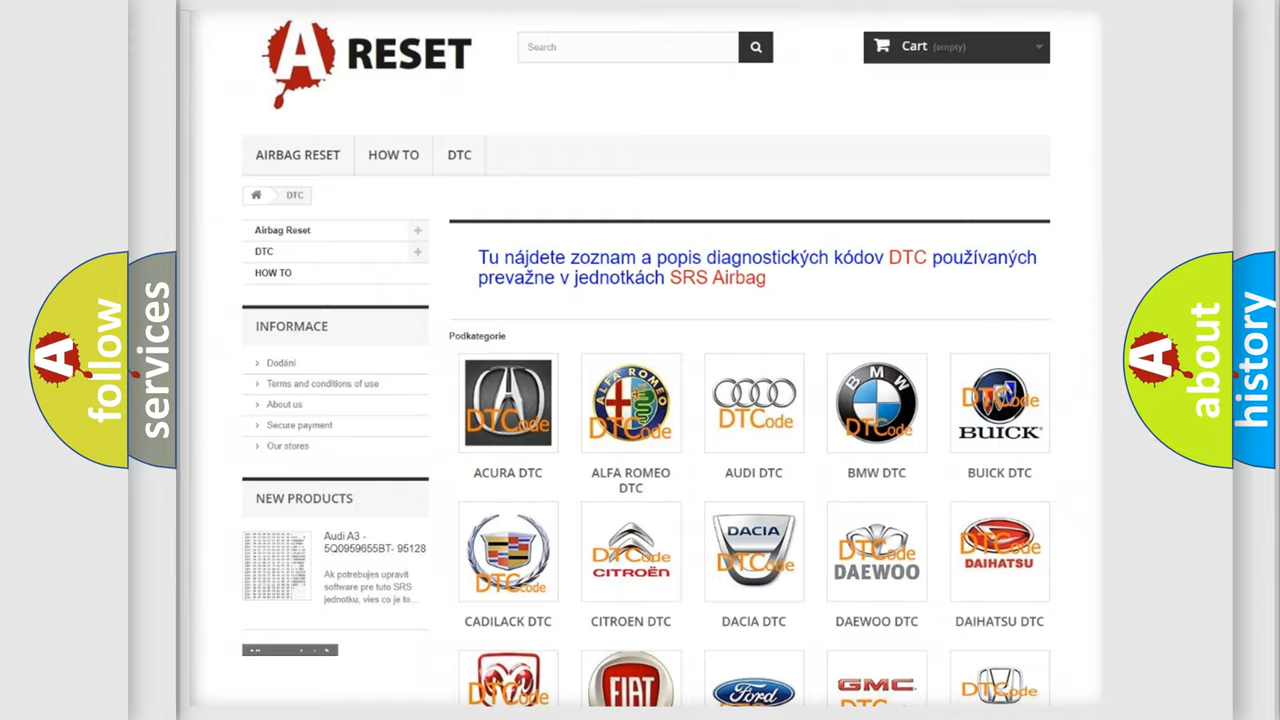 A RESET
Search
Cart (empty)
AIRBAG RESET
HOW TO
DTC
DTC
Airbag Reset
DTC
HOW TO
INFORMACE
Dodání
Terms and conditions of use
About us
Secure payment
Our stores
NEW PRODUCTS
Audi A3 -
5Q0959655BT- 95128
Ak potrebujes upravit
software pre tuto SRS
jednotku, vies co je to...
Tu nájdete zoznam a popis diagnostických kódov DTC používaných
prevažne v jednotkách SRS Airbag
Podkategorie
DTCode
ALFA ROMEO
DTCode
DTCode
BMW
DTCode
DTCode
BUICK
ACURA DTC
ALFA ROMEO
DTC
AUDI DTC
BMW DTC
BUICK DTC
DTCode
DTCode
CITROËN
DACIA
DTCode
DTCode
DAEWOO
DTCode
DAIHATSU
CADILACK DTC
CITROEN DTC
DACIA DTC
DAEWOO DTC
DAIHATSU DTC
DTCode
FIAT
Ford
GMC
DTCode
A
follow
services
A
about
history